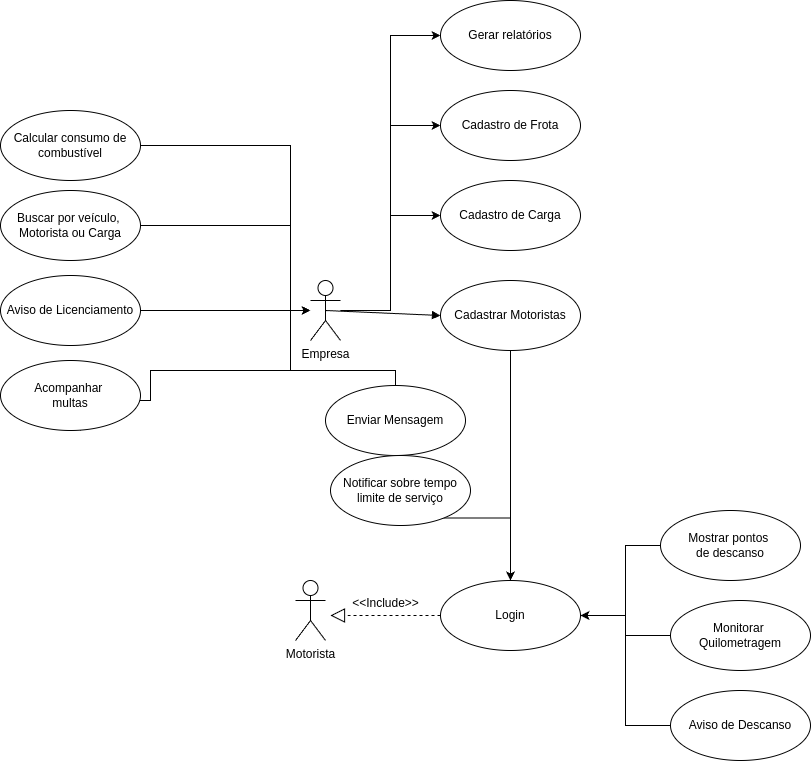 Gerar relatórios
Cadastro de Frota
Calcular consumo de
combustível
Buscar por veículo,
Motorista ou Carga
Cadastro de Carga
Aviso de Licenciamento
Empresa
Cadastrar Motoristas
Acompanhar
multas
Enviar Mensagem
Notificar sobre tempo
limite de serviço
Mostrar pontos
de descanso
<<Include>>
Motorista
Login
Monitorar
Quilometragem
Aviso de Descanso